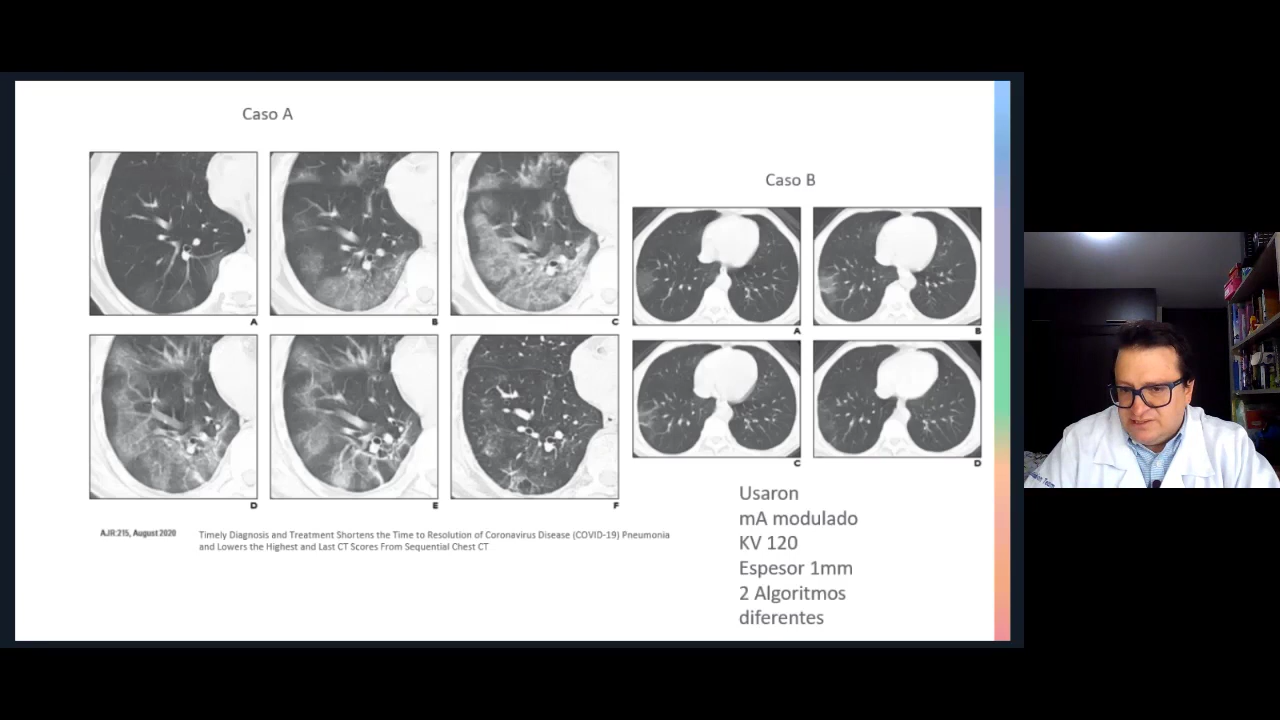 Caso A
A
B
C
D
E
F
AJR:215, August 2020
Timely Diagnosis and Treatment Shortens the Time to Resolution of Coronavirus Disease (COVID-19) Pneumonia
and Lowers the Highest and Last CT Scores From Sequential Chest CT
Caso B
A
B
C
D
Usaron
mA modulado
KV 120
Espesor 1mm
2 Algoritmos
diferentes